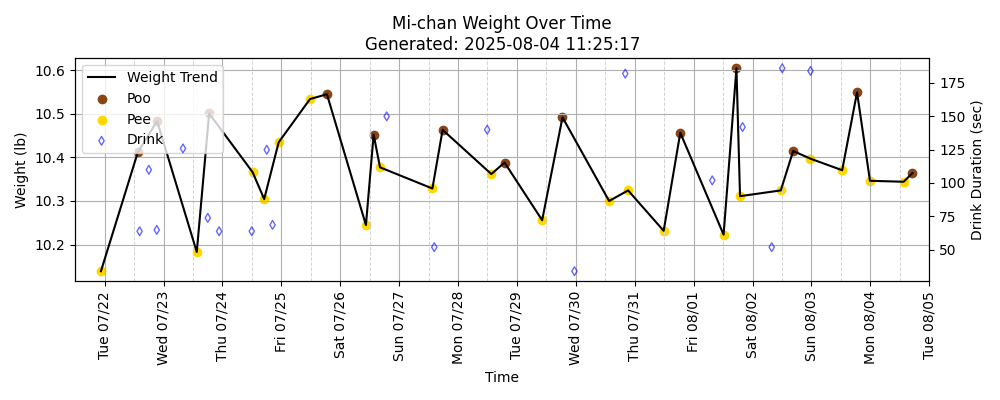 Mi-chan Weight Over Time
Generated: 2025-08-04 11:25:17
Weight (lb)
10.6
10.5
10.4
10.3
10.2
Weight Trend
Poo
Pee
Drink
175
150
125
100
75
50
Drink Duration (sec)
Tue 07/22
Wed 07/23
Thu 07/24
Fri 07/25
Sat 07/26
Sun 07/27
Mon 07/28
Tue 07/29
Wed 07/30
Thu 07/31
Fri 08/01
Sat 08/02
Sun 08/03
Mon 08/04
Tue 08/05
Time